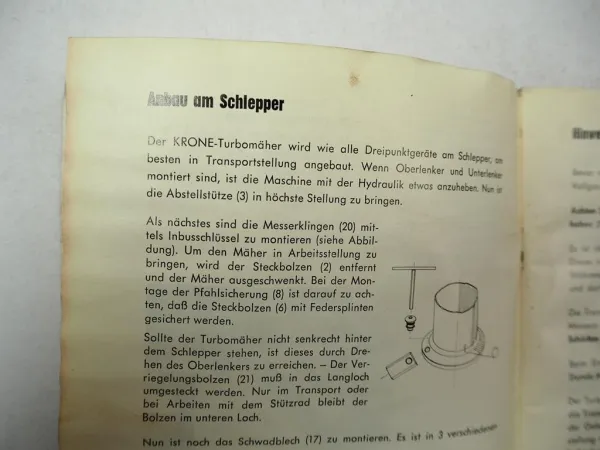 Anbau am Schlepper
Der KRONE-Turbomäher wird wie alle Dreipunktgeräte am Schlepper, am
besten in Transportstellung angebaut. Wenn Oberlenker und Unterlenker
montiert sind, ist die Maschine mit der Hydraulik etwas anzuheben. Nun ist
die Abstellstütze (3) in höchste Stellung zu bringen.
Als nächstes sind die Messerklingen (20) mit-
tels Inbusschlüssel zu montieren (siehe Abbil-
dung). Um den Mäher in Arbeitsstellung zu
bringen, wird der Steckbolzen (2) entfernt
und der Mäher ausgeschwenkt. Bei der Mon-
tage der Pfahlsicherung (8) ist darauf zu ach-
ten, daß die Steckbolzen (6) mit Federsplinten
gesichert werden.
Sollte der Turbomäher nicht senkrecht hinter
dem Schlepper stehen, ist dieses durch Dre-
hen des Oberlenkers zu erreichen. – Der Ver-
riegelungsbolzen (21) muß in das Langloch
umgesteckt werden. Nur im Transport oder
bei Arbeiten mit dem Stützrad bleibt der
Bolzen im unteren Loch.
Nun ist noch das Schwadblech (17) zu montieren. Es ist in 3 verschiedenen
Hinwe